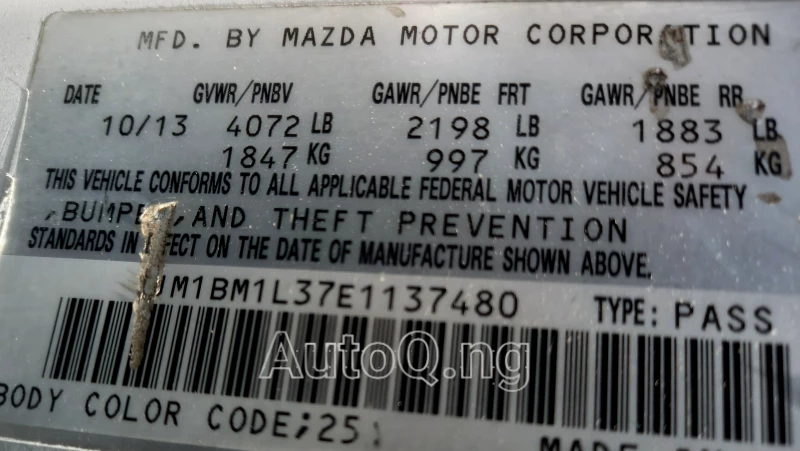 MFD. BY MAZDA MOTOR CORPORATION
DATE GVWR/PNBV GAWR/PNBE FRT GAWR/PNBE RR
10/13 4072 LB 2198 LB 1883 LB
1847 KG 997 KG 854 KG
THIS VEHICLE CONFORMS TO ALL APPLICABLE FEDERAL MOTOR VEHICLE SAFETY
,BUMPER,AND THEFT PREVENTION
STANDARDS IN EFFECT ON THE DATE OF MANUFACTURE SHOWN ABOVE.
JM1BM1L37E1137480 TYPE: PASS
AutoQ.ng
BODY COLOR CODE;25
MADE